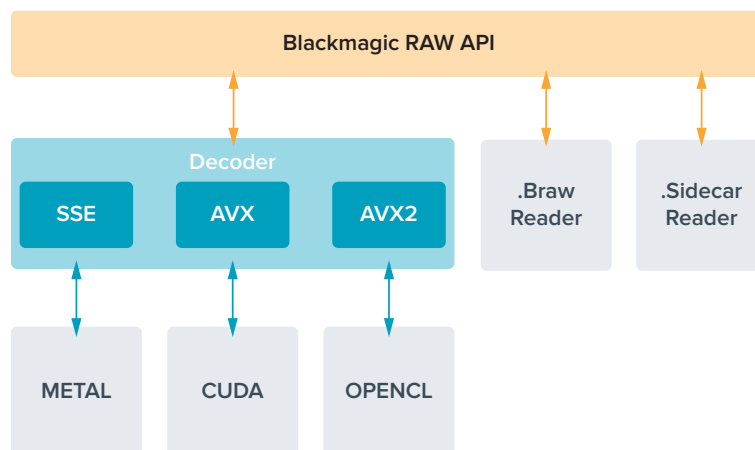 Blackmagic RAW API
Decoder
SSE
AVX
AVX2
.Braw
Reader
.Sidecar
Reader
METAL
CUDA
OPENCL